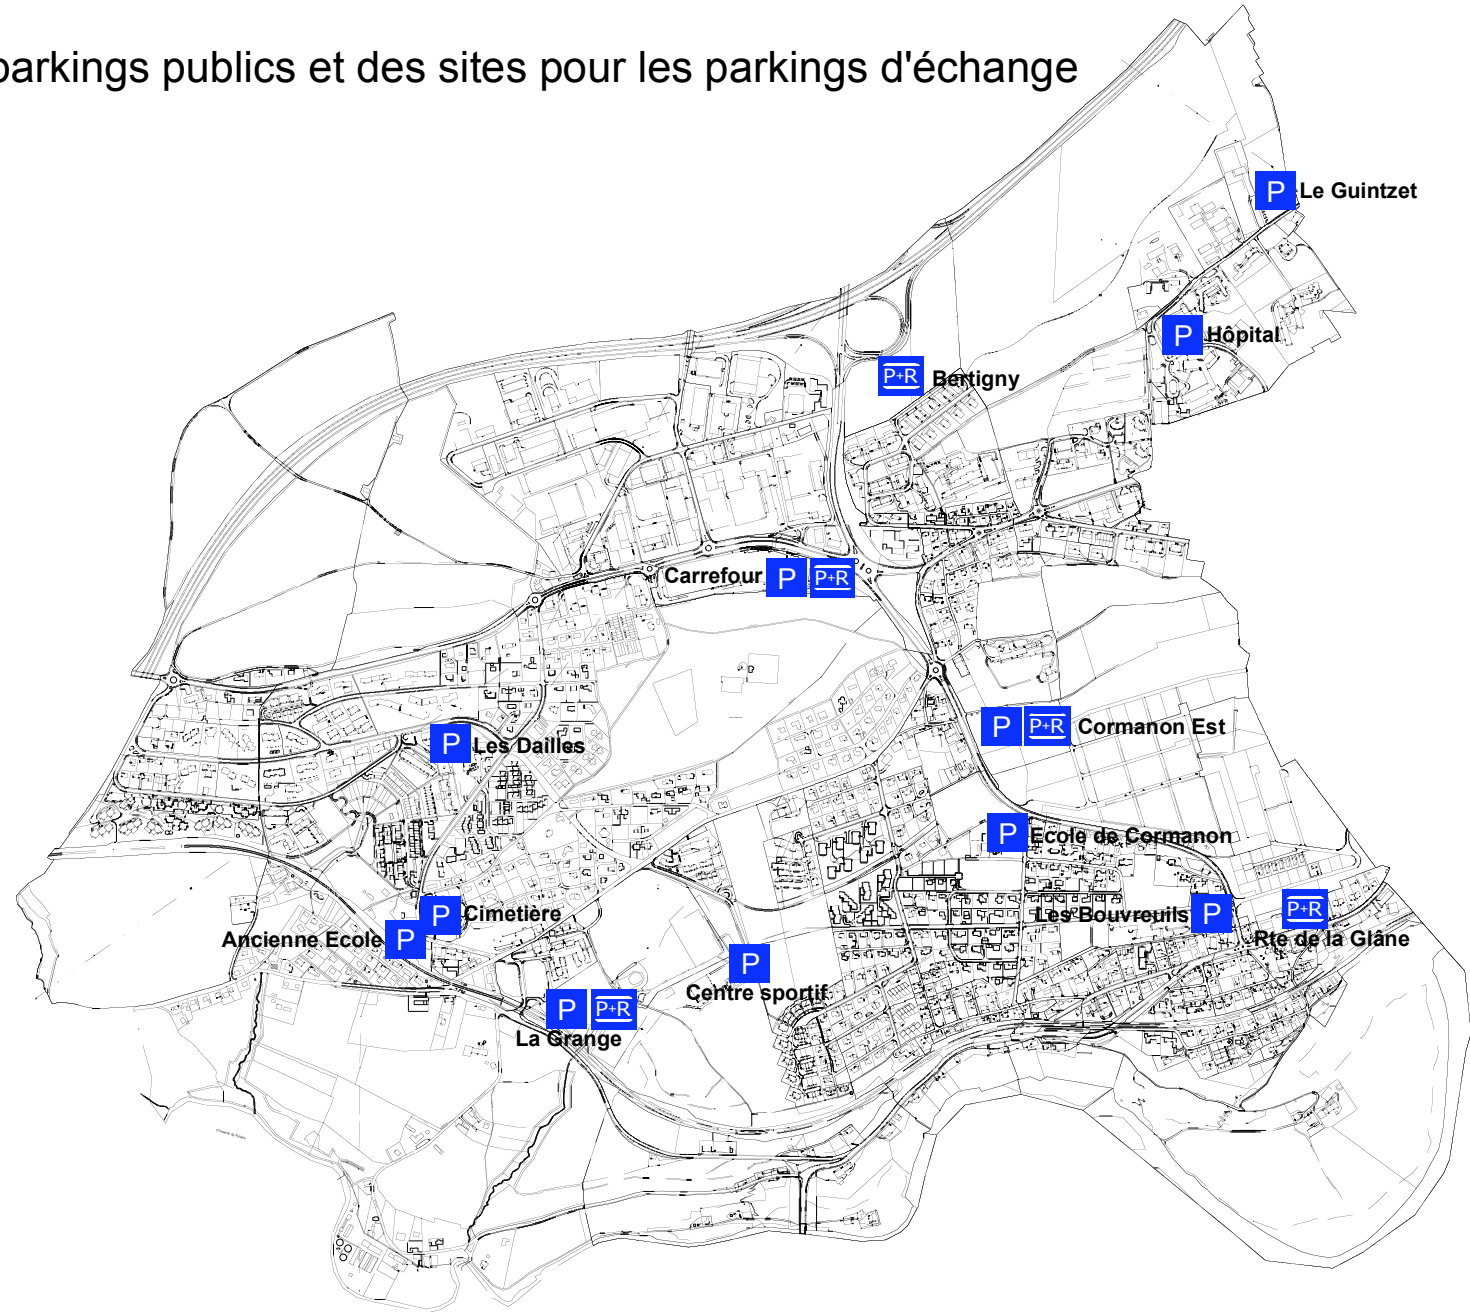 parkings publics et des sites pour les parkings d'échange
P Le Guintzet
P Hôpital
P+R Bertigny
Carrefour P P+R
P P+R Cormanon Est
P Les Dailles
P Ecole de Cormanon
P Cimetière
Les Bouvreuils P
P+R
Rte de la Glâne
Ancienne Ecole P
P
Centre sportif
P P+R
La Grange